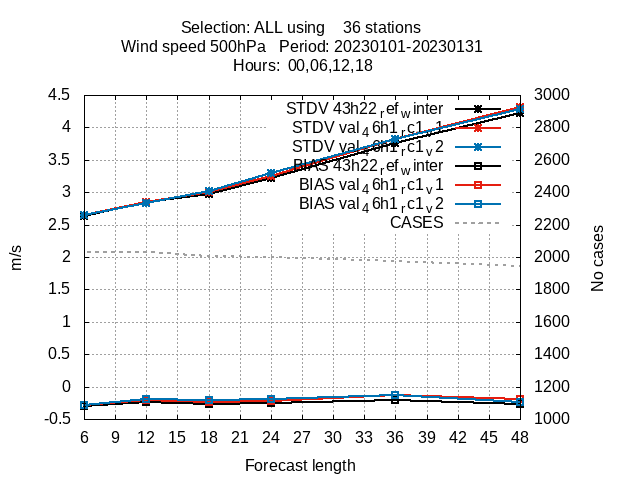 Selection: ALL using    36 stations
Wind speed 500hPa   Period: 20230101-20230131
Hours:  00,06,12,18
4.5
4
3.5
3
2.5
2
1.5
1
0.5
0
-0.5
m/s
3000
2800
2600
2400
2200
2000
1800
1600
1400
1200
1000
No cases
STDV 43h22_ref_winter
STDV val_46h1_rc1_v1
STDV val_46h1_rc1_v2
BIAS 43h22_ref_winter
BIAS val_46h1_rc1_v1
BIAS val_46h1_rc1_v2
CASES
6 9 12 15 18 21 24 27 30 33 36 39 42 45 48
Forecast length